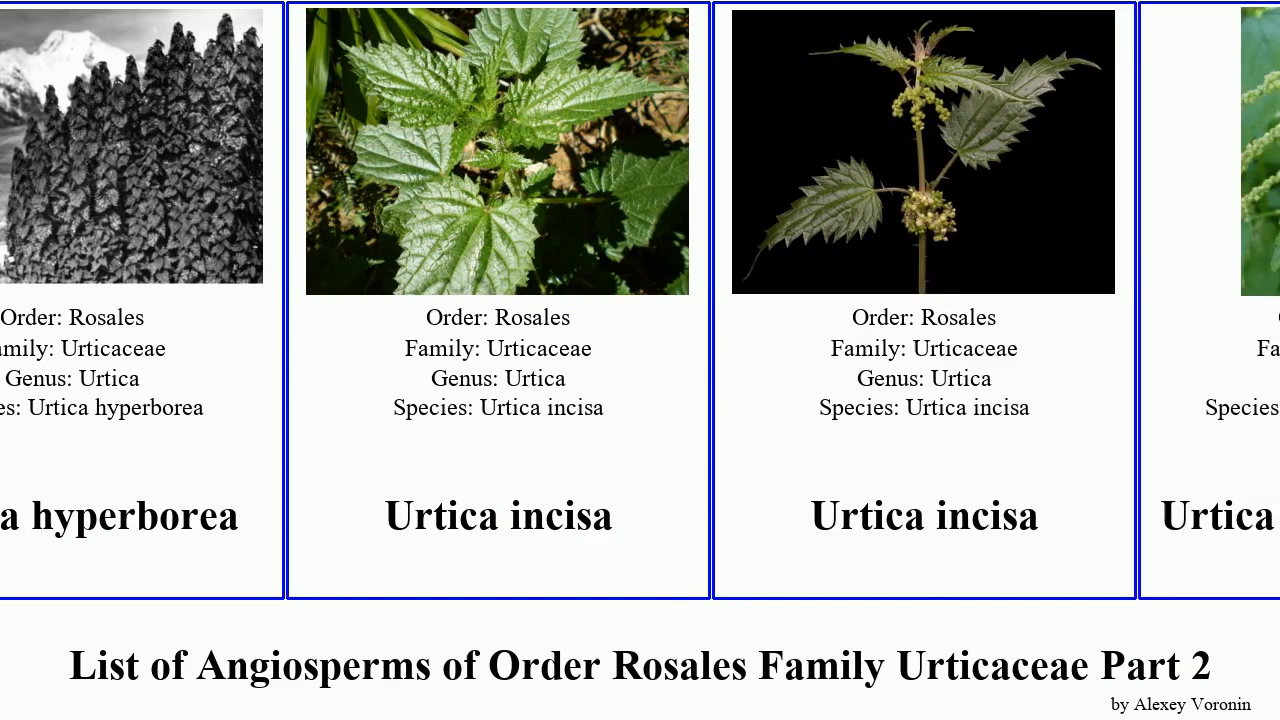 Order: Rosales
amily: Urticaceae
Genus: Urtica
es: Urtica hyperborea
a hyperborea
Order: Rosales
Family: Urticaceae
Genus: Urtica
Species: Urtica incisa
Urtica incisa
Order: Rosales
Family: Urticaceae
Genus: Urtica
Species: Urtica incisa
Urtica incisa
Fa
Species
Urtica
List of Angiosperms of Order Rosales Family Urticaceae Part 2
by Alexey Voronin